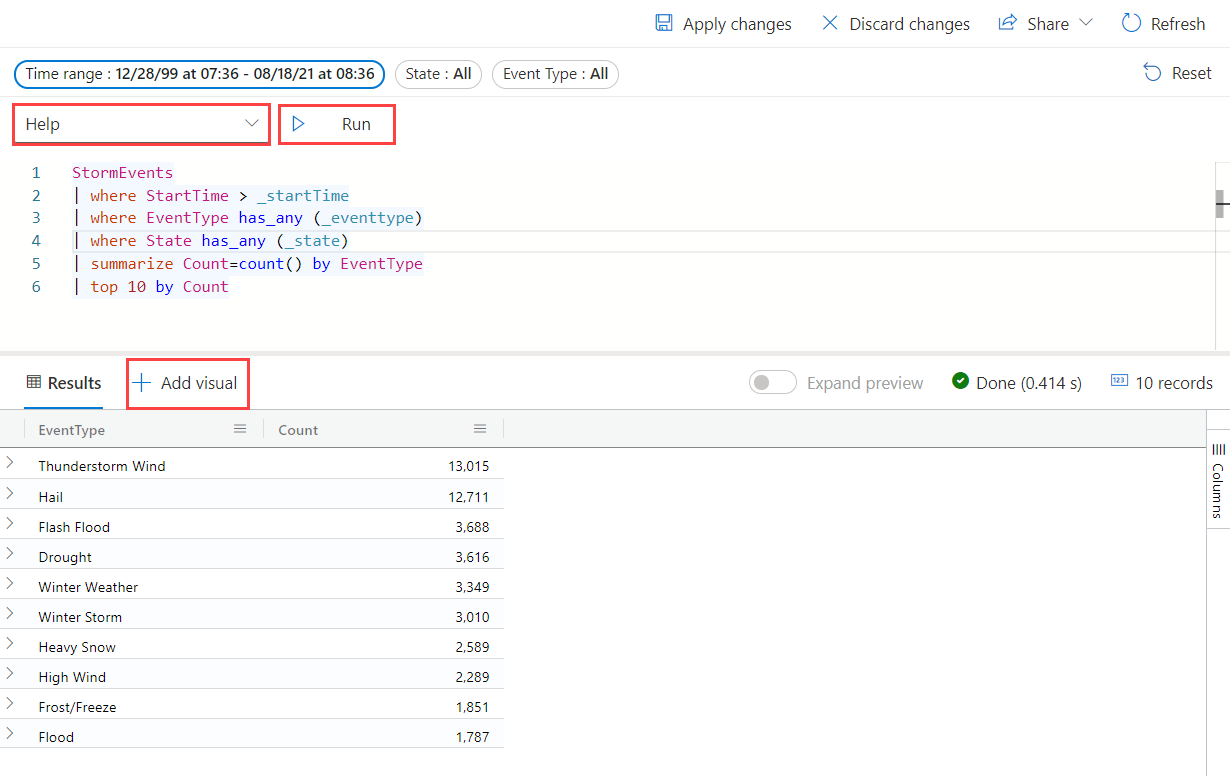 Apply changes Discard changes Share Refresh
Time range : 12/28/99 at 07:36 - 08/18/21 at 08:36 State : All Event Type : All Reset
Help Run
1 StormEvents
2 | where StartTime > _startTime
3 | where EventType has_any (_eventtype)
4 | where State has_any (_state)
5 | summarize Count=count() by EventType
6 | top 10 by Count
Results Add visual Expand preview Done (0.414 s) 123 10 records
EventType Count
Thunderstorm Wind 13,015
Hail 12,711
Flash Flood 3,688
Drought 3,616
Winter Weather 3,349
Winter Storm 3,010
Heavy Snow 2,589
High Wind 2,289
Frost/Freeze 1,851
Flood 1,787
Columns